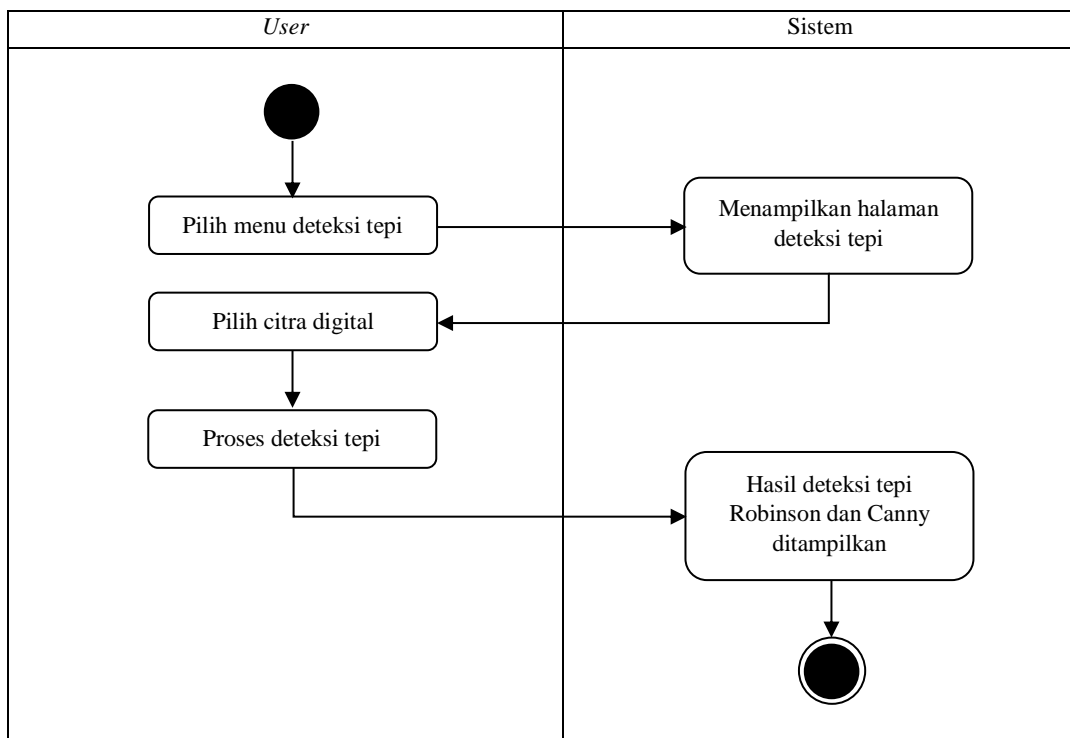 User
Sistem
Pilih menu deteksi tepi
Menampilkan halaman
deteksi tepi
Pilih citra digital
Proses deteksi tepi
Hasil deteksi tepi
Robinson dan Canny
ditampilkan